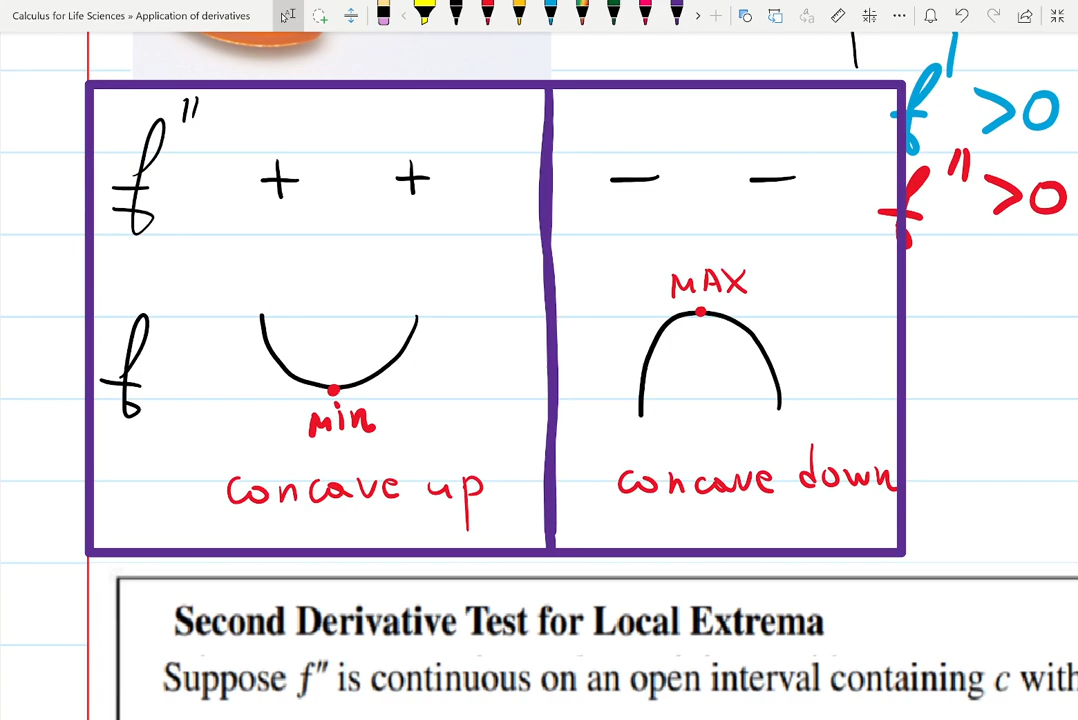 Calculus for Life Sciences » Application of derivatives
f' > 0
f'' + + − −
f'' > 0
MAX
f
Min
concave up concave down
Second Derivative Test for Local Extrema
Suppose f″ is continuous on an open interval containing c with